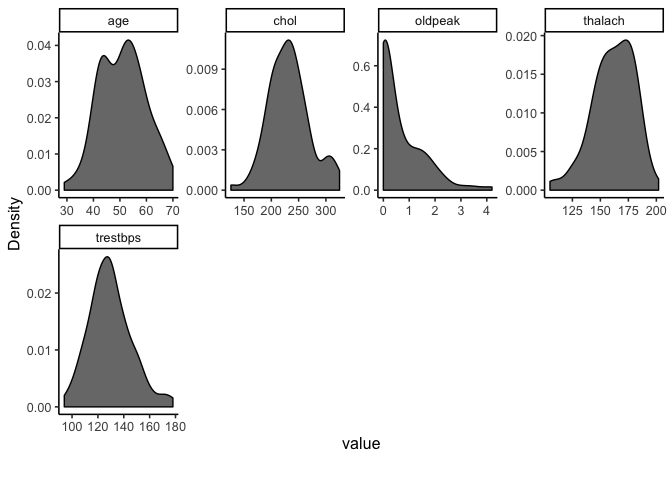 age
chol
oldpeak
thalach
0.04
0.03
0.02
0.01
0.00
30 40 50 60 70
0.009
0.006
0.003
0.000
150 200 250 300
0.6
0.4
0.2
0.0
0 1 2 3 4
0.020
0.015
0.010
0.005
0.000
125 150 175 200
Density
trestbps
0.02
0.01
0.00
100 120 140 160 180
value